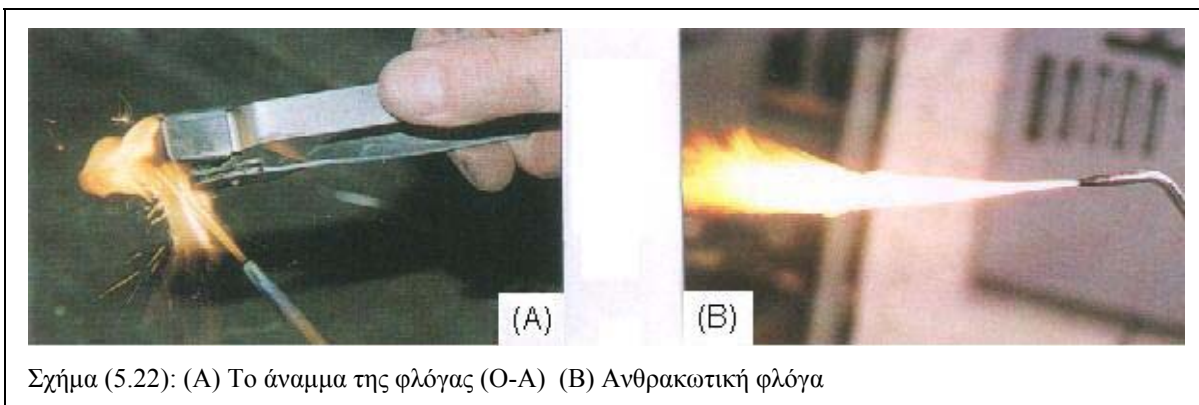 (A) (B)
Σχήμα (5.22): (Α) Το άναμμα της φλόγας (Ο-Α) (Β) Ανθρακωτική φλόγα